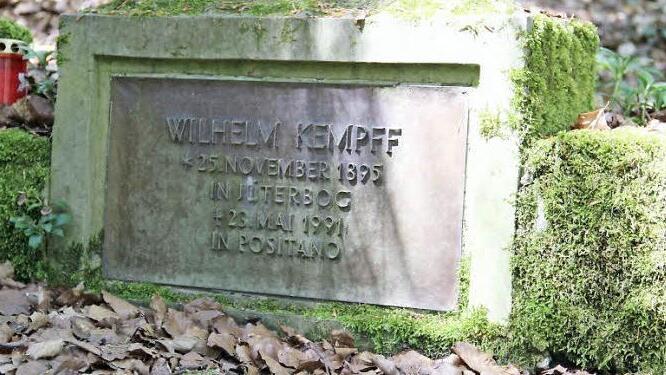 WILHELM KEMPFF
* 25. NOVEMBER 1895
IN JÜTERBOG
+ 23. MAI 1991
IN POSITANO